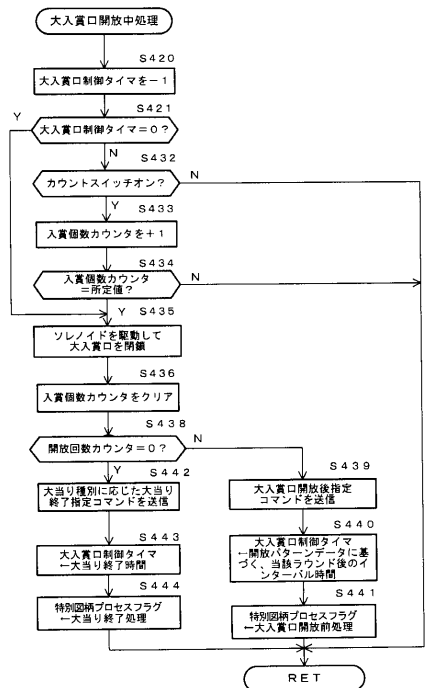 大入賞口開放中処理
S420
大入賞口制御タイマを－1
S421
Y
大入賞口制御タイマ＝0？
N
S432
カウントスイッチオン？
N
Y
S433
入賞個数カウンタを＋1
S434
入賞個数カウンタ
＝所定値？
N
Y
S435
ソレノイドを駆動して
大入賞口を閉鎖
S436
入賞個数カウンタをクリア
S438
開放回数カウンタ＝0？
N
Y
S442
大当り種別に応じた大当り
終了指定コマンドを送信
S443
大入賞口制御タイマ
←大当り終了時間
S444
特別図柄プロセスフラグ
←大当り終了処理
S439
大入賞口開放後指定
コマンドを送信
S440
大入賞口制御タイマ
←開放パターンデータに基
づく、当該ラウンド後のイ
ンターバル時間
S441
特別図柄プロセスフラグ
←大入賞口開放前処理
RET